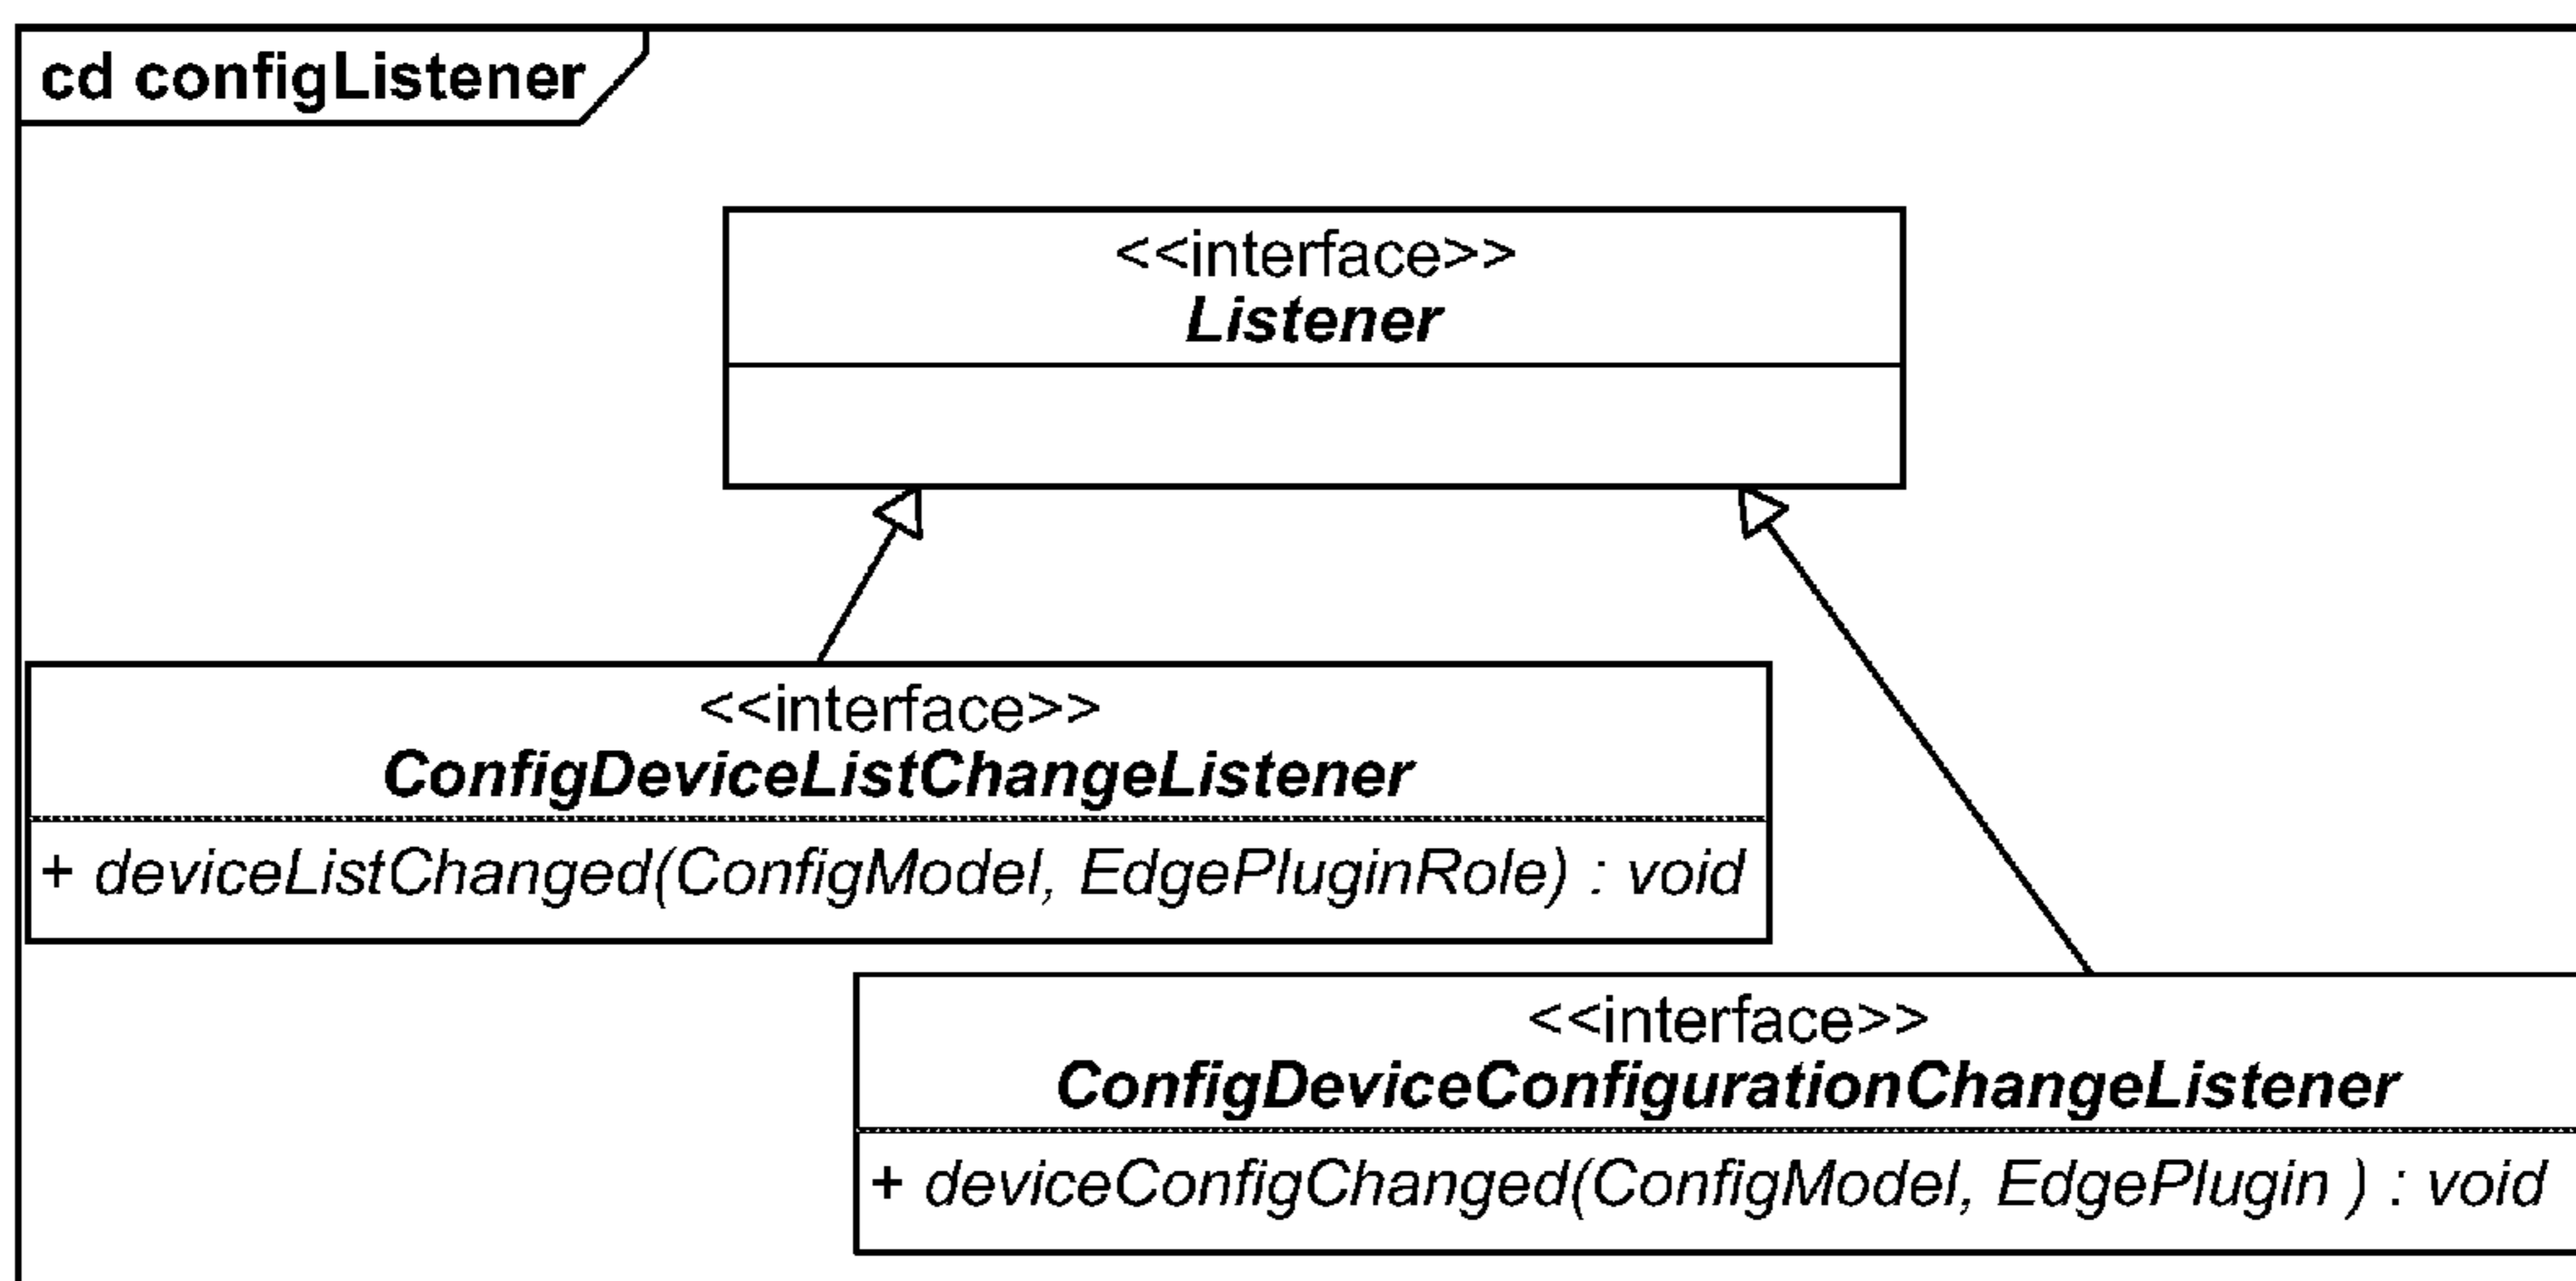 cd configListener
<<interface>>
Listener
<<interface>>
ConfigDeviceListChangeListener
+ deviceListChanged(ConfigModel, EdgePluginRole) : void
<<interface>>
ConfigDeviceConfigurationChangeListener
+ deviceConfigChanged(ConfigModel, EdgePlugin ) : void